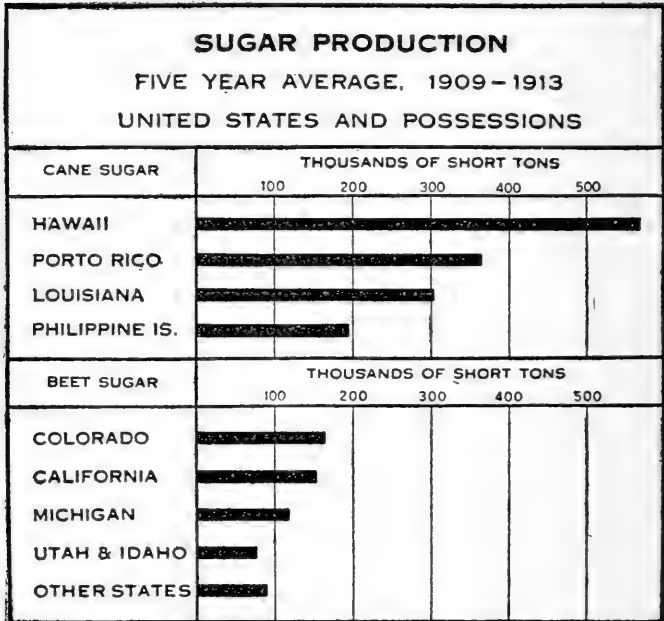 SUGAR PRODUCTION
FIVE YEAR AVERAGE, 1909–1913
UNITED STATES AND POSSESSIONS
CANE SUGAR
THOUSANDS OF SHORT TONS
100 200 300 400 500
HAWAII
PORTO RICO
LOUISIANA
PHILIPPINE IS.
BEET SUGAR
THOUSANDS OF SHORT TONS
100 200 300 400 500
COLORADO
CALIFORNIA
MICHIGAN
UTAH & IDAHO
OTHER STATES